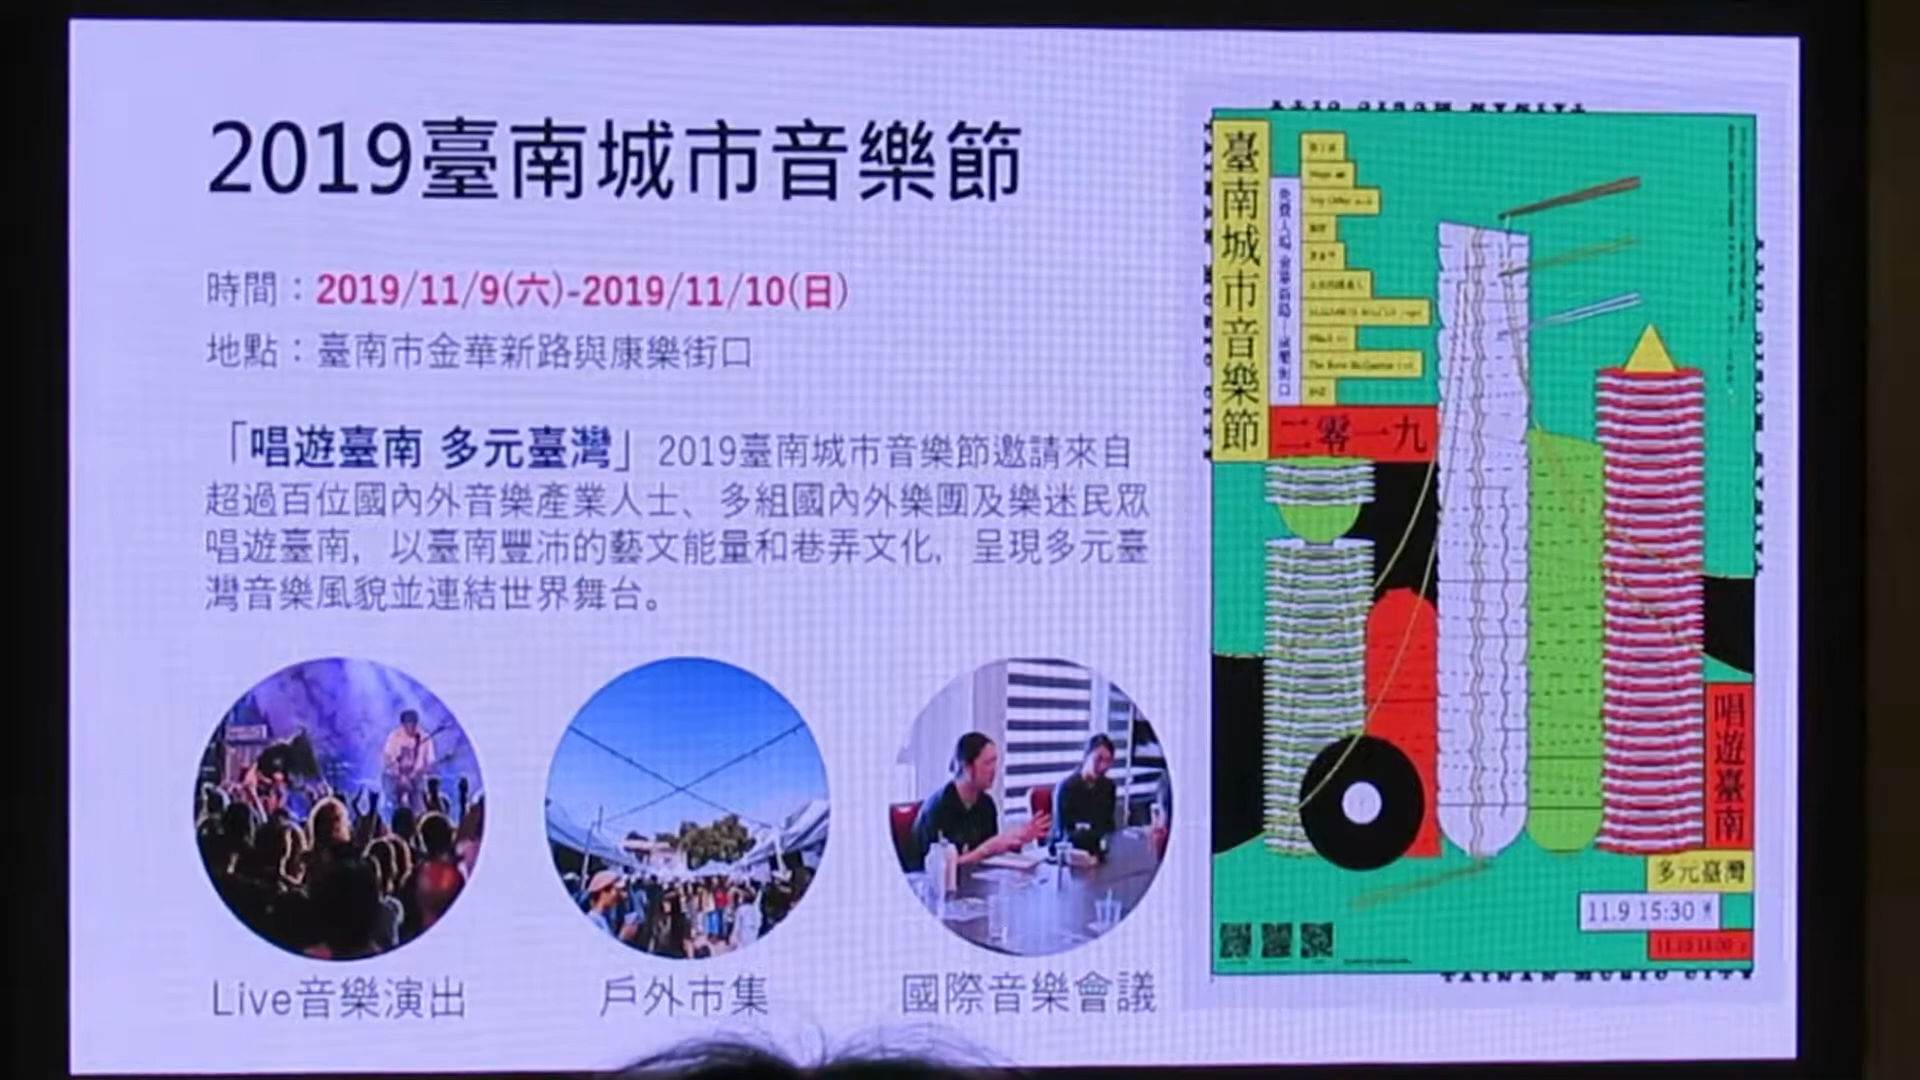 2019臺南城市音樂節
時間：2019/11/9(六)-2019/11/10(日)
地點：臺南市金華新路與康樂街口
「唱遊臺南 多元臺灣」2019臺南城市音樂節邀請來自
超過百位國內外音樂產業人士、多組國內外樂團及樂迷民眾
唱遊臺南，以臺南豐沛的藝文能量和巷弄文化，呈現多元臺
灣音樂風貌並連結世界舞台。
Live音樂演出
戶外市集
國際音樂會議
臺南城市音樂節
二零一九
唱遊臺南
多元臺灣
11.9 15:30
TAINAN MUSIC CITY